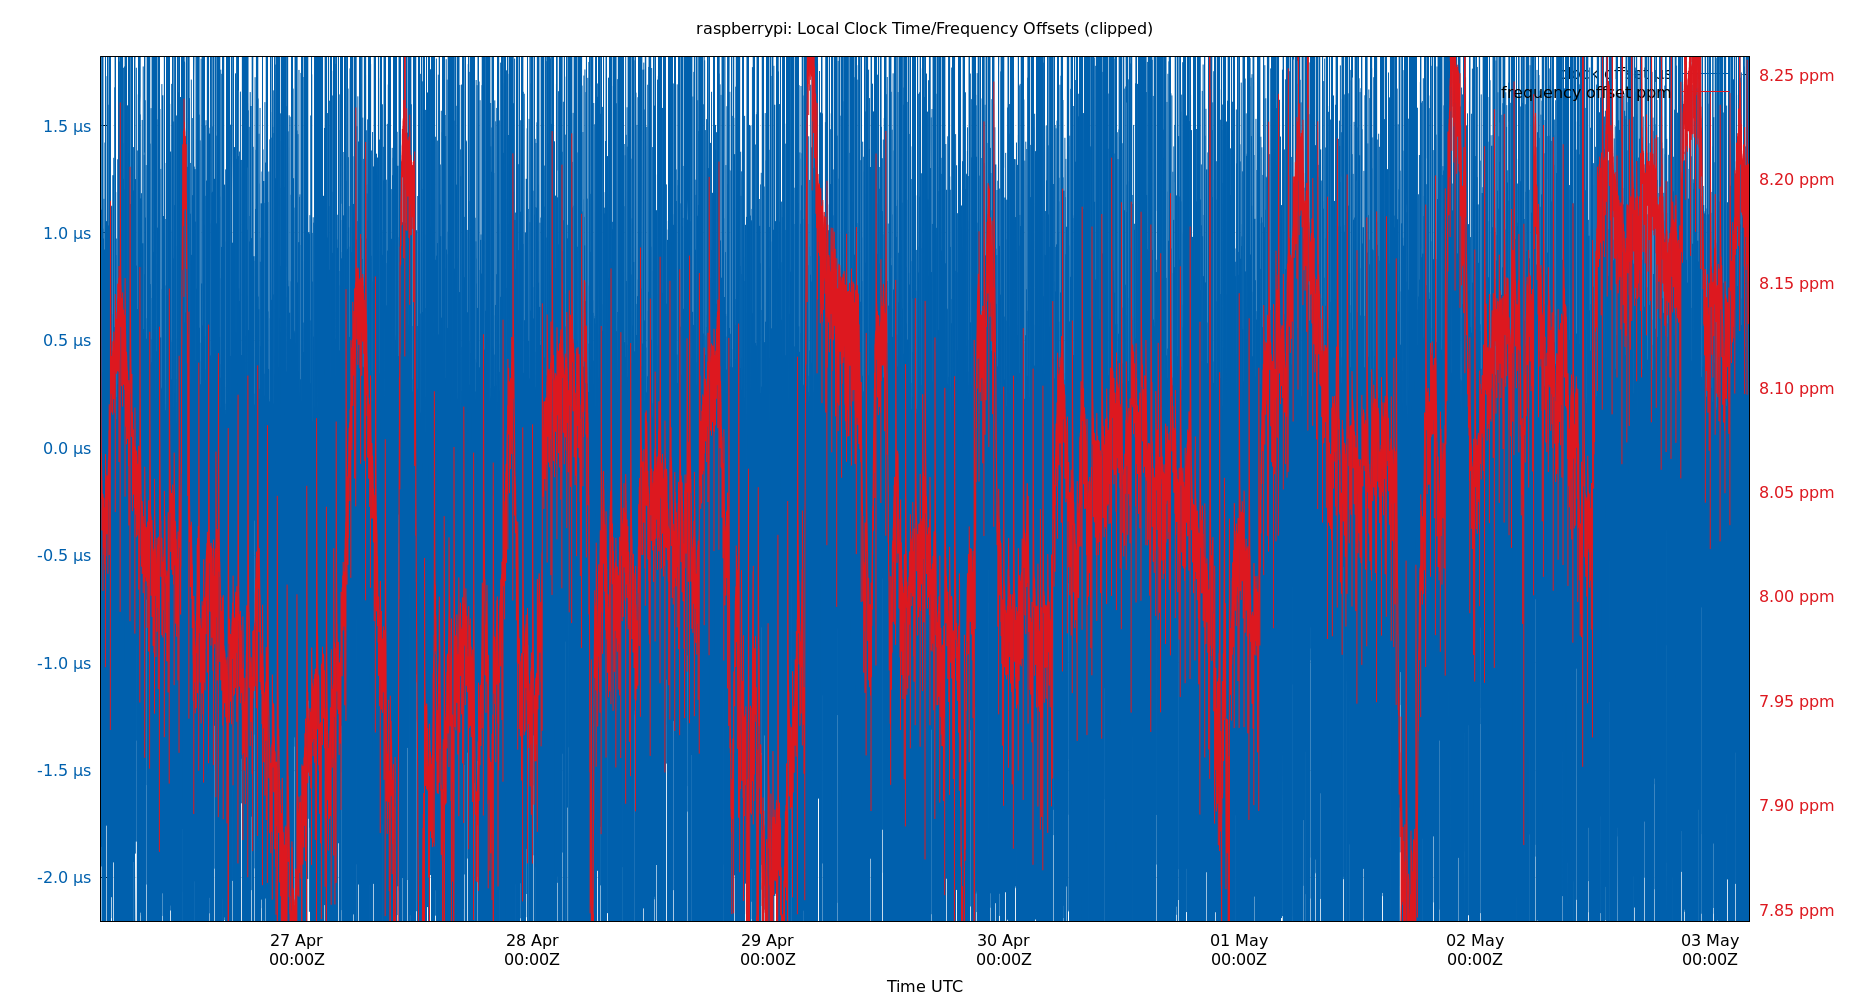 raspberrypi: Local Clock Time/Frequency Offsets (clipped)
clock offset µs
frequency offset ppm
1.5 µs
1.0 µs
0.5 µs
0.0 µs
-0.5 µs
-1.0 µs
-1.5 µs
-2.0 µs
8.25 ppm
8.20 ppm
8.15 ppm
8.10 ppm
8.05 ppm
8.00 ppm
7.95 ppm
7.90 ppm
7.85 ppm
27 Apr
00:00Z
28 Apr
00:00Z
29 Apr
00:00Z
30 Apr
00:00Z
01 May
00:00Z
02 May
00:00Z
03 May
00:00Z
Time UTC